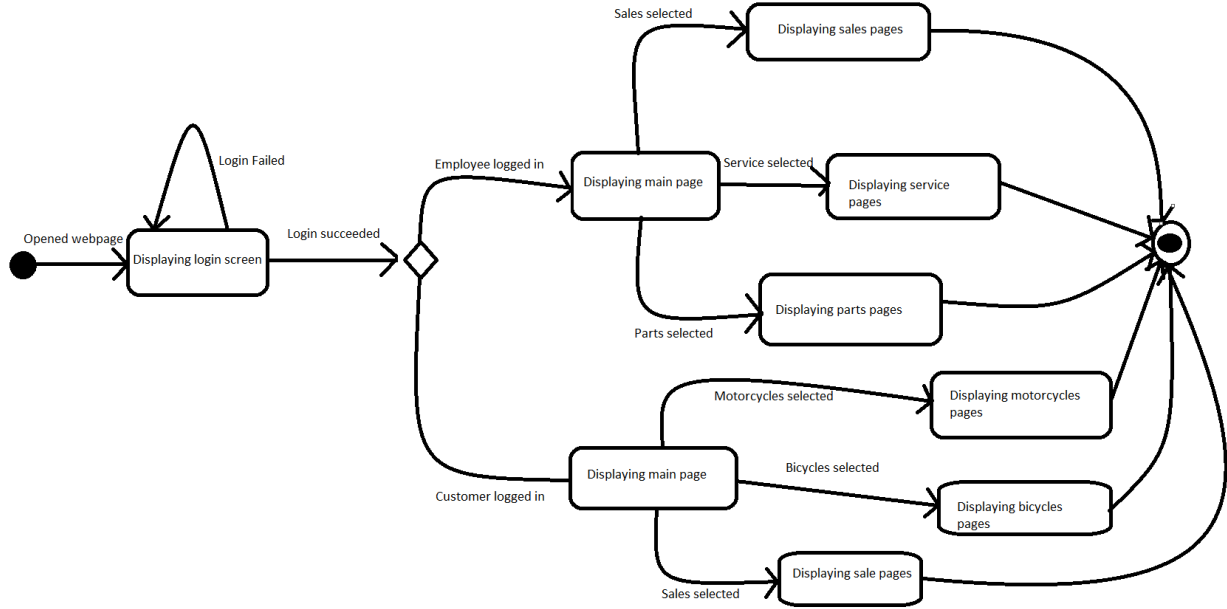 Sales selected
Displaying sales pages
Login Failed
Employee logged in
Displaying main page
Service selected
Displaying service
pages
Opened webpage
Displaying login screen
Login succeeded
Displaying parts pages
Parts selected
Motorcycles selected
Displaying motorcycles
pages
Customer logged in
Displaying main page
Bicycles selected
Displaying bicycles
pages
Sales selected
Displaying sale pages